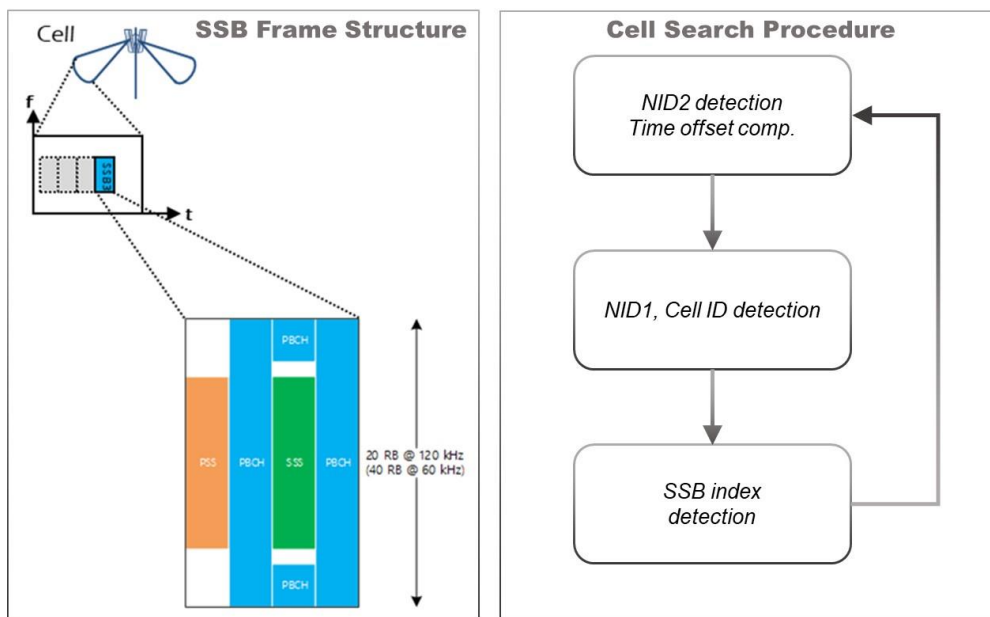 SSB Frame Structure
Cell
f
SSB3
t
PBCH
PSS
PBCH
SSS
PBCH
20 RB @ 120 kHz
(40 RB @ 60 kHz)
PBCH
Cell Search Procedure
NID2 detection
Time offset comp.
NID1, Cell ID detection
SSB index
detection